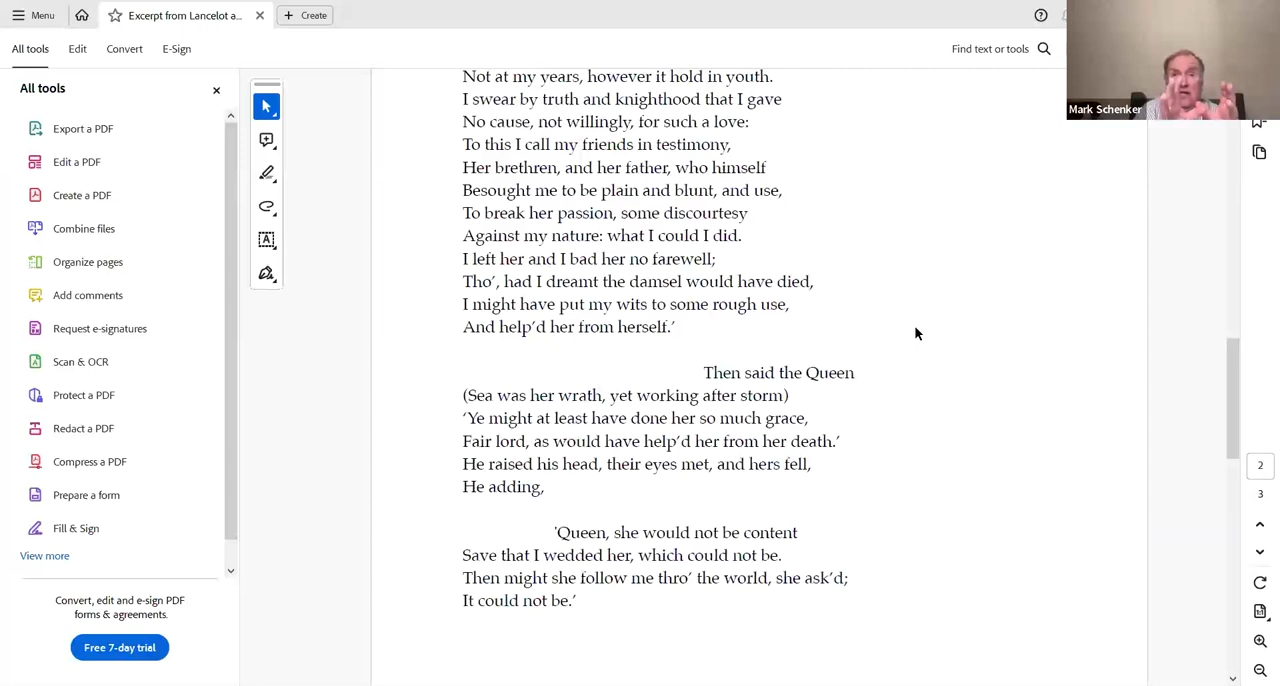 Menu
Excerpt from Lancelot a...
Create
All tools
Edit
Convert
E-Sign
Find text or tools
Mark Schenker
All tools
Export a PDF
Edit a PDF
Create a PDF
Combine files
Organize pages
Add comments
Request e-signatures
Scan & OCR
Protect a PDF
Redact a PDF
Compress a PDF
Prepare a form
Fill & Sign
View more
Convert, edit and e-sign PDF
forms & agreements.
Free 7-day trial
Not at my years, however it hold in youth.
I swear by truth and knighthood that I gave
No cause, not willingly, for such a love:
To this I call my friends in testimony,
Her brethren, and her father, who himself
Besought me to be plain and blunt, and use,
To break her passion, some discourtesy
Against my nature: what I could I did.
I left her and I bad her no farewell;
Tho’, had I dreamt the damsel would have died,
I might have put my wits to some rough use,
And help’d her from herself.’
Then said the Queen
(Sea was her wrath, yet working after storm)
‘Ye might at least have done her so much grace,
Fair lord, as would have help’d her from her death.’
He raised his head, their eyes met, and hers fell,
He adding,
'Queen, she would not be content
Save that I wedded her, which could not be.
Then might she follow me thro’ the world, she ask’d;
It could not be.’
2
3